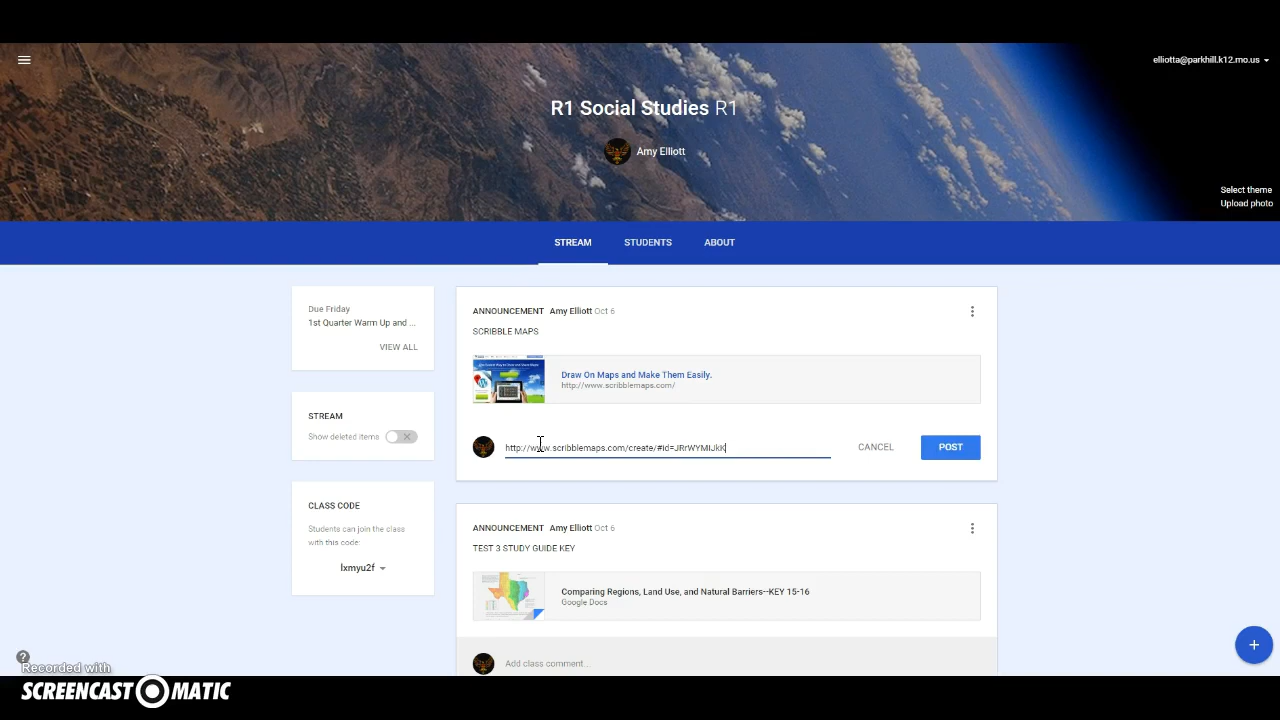 elliotta@parkhill.k12.mo.us
R1 Social Studies R1
Amy Elliott
Select theme
Upload photo
STREAM STUDENTS ABOUT
Due Friday
1st Quarter Warm Up and ...
VIEW ALL
STREAM
Show deleted items
CLASS CODE
Students can join the class
with this code:
lxmyu2f
ANNOUNCEMENT Amy Elliott Oct 6
SCRIBBLE MAPS
Draw On Maps and Make Them Easily.
http://www.scribblemaps.com/
http://www.scribblemaps.com/create/#id=JRrWYMIJkK
CANCEL
POST
ANNOUNCEMENT Amy Elliott Oct 6
TEST 3 STUDY GUIDE KEY
Comparing Regions, Land Use, and Natural Barriers--KEY 15-16
Google Docs
Add class comment...
Recorded with
SCREENCAST-O-MATIC